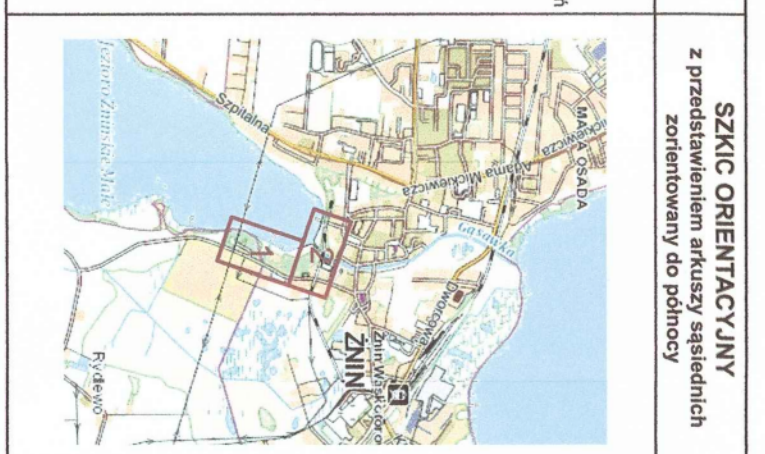 SZKIC ORIENTACYJNY
z przedstawieniem arkuszy sąsiednich
zorientowany do północy
MAŁA OSADA
Adama Mickiewicza
Szpitalna
Gąsawka
Dworcowa
ŻNIN
Jezioro Żnińskie Małe
1
2
Rydlewo